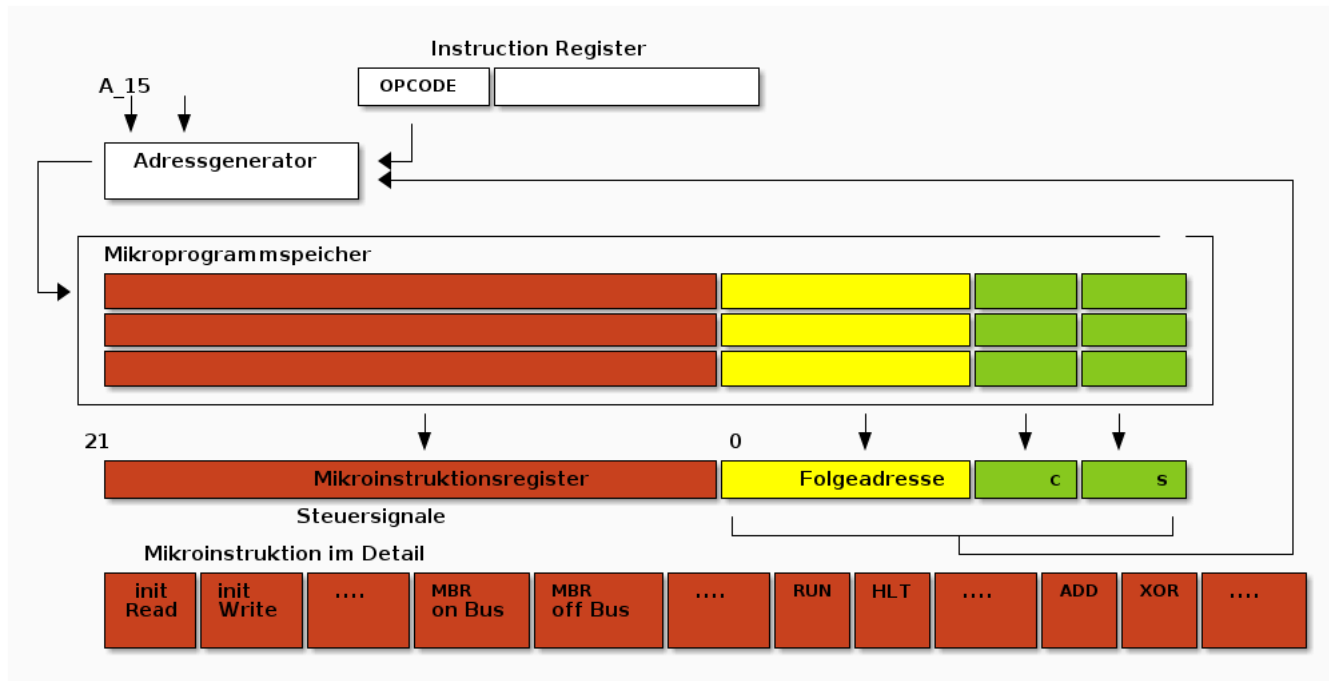 Instruction Register
A_15
OPCODE
Adressgenerator
Mikroprogrammspeicher
21
0
Mikroinstruktionsregister
Folgeadresse
c
s
Steuersignale
Mikroinstruktion im Detail
init
Read
init
Write
....
MBR
on Bus
MBR
off Bus
....
RUN
HLT
....
ADD
XOR
....